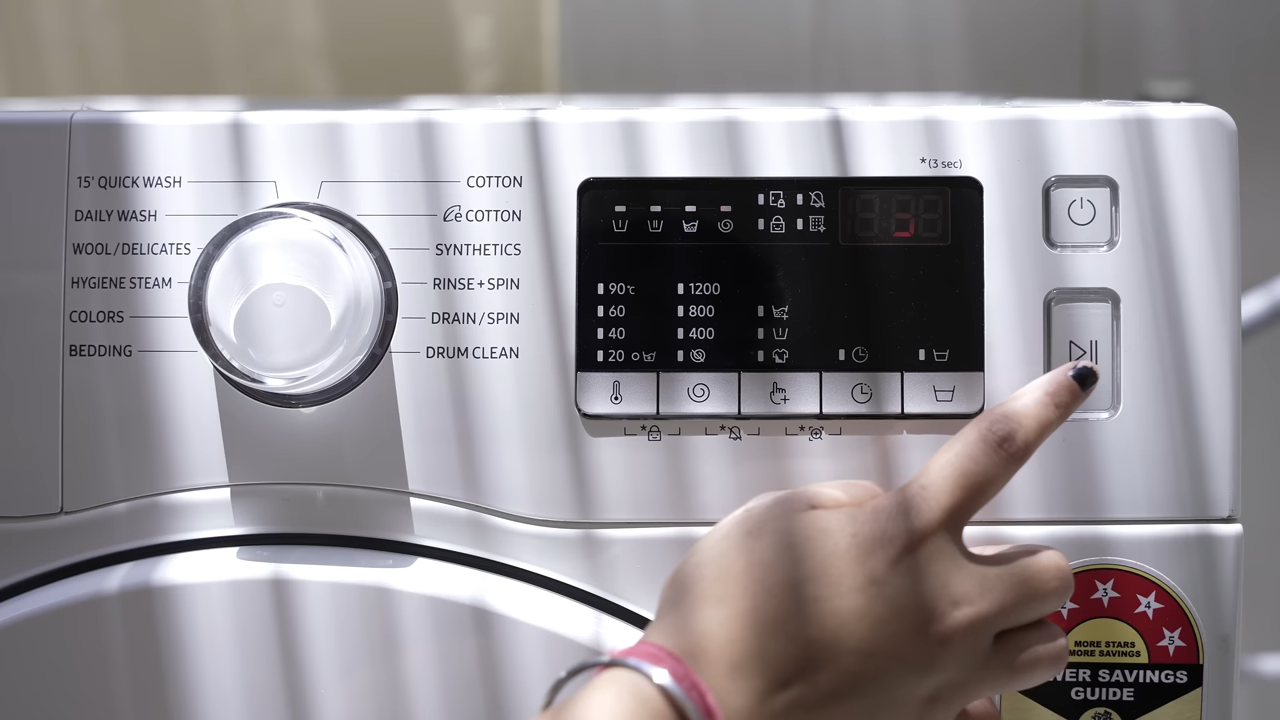 15' QUICK WASH
DAILY WASH
WOOL/DELICATES
HYGIENE STEAM
COLORS
BEDDING
COTTON
COTTON
SYNTHETICS
RINSE+SPIN
DRAIN/SPIN
DRUM CLEAN
*(3 sec)
90°C 1200
60 800
40 400
20
* * *
3
4
5
MORE STARS
MORE SAVINGS
SAVINGS
GUIDE